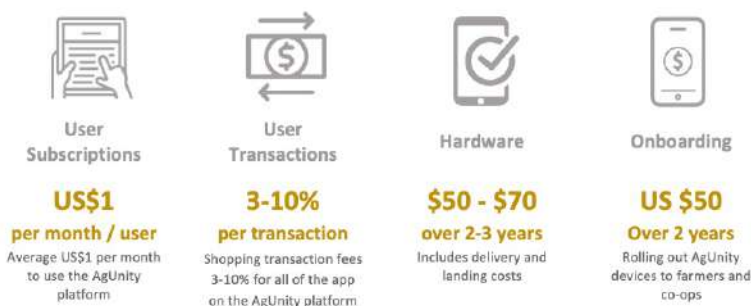 User
Subscriptions
US$1
per month / user
Average US$1 per month
to use the AgUnity
platform
User
Transactions
3-10%
per transaction
Shopping transaction fees
3-10% for all of the app
on the AgUnity platform
Hardware
$50 - $70
over 2-3 years
Includes delivery and
landing costs
Onboarding
US $50
Over 2 years
Rolling out AgUnity
devices to farmers and
co-ops